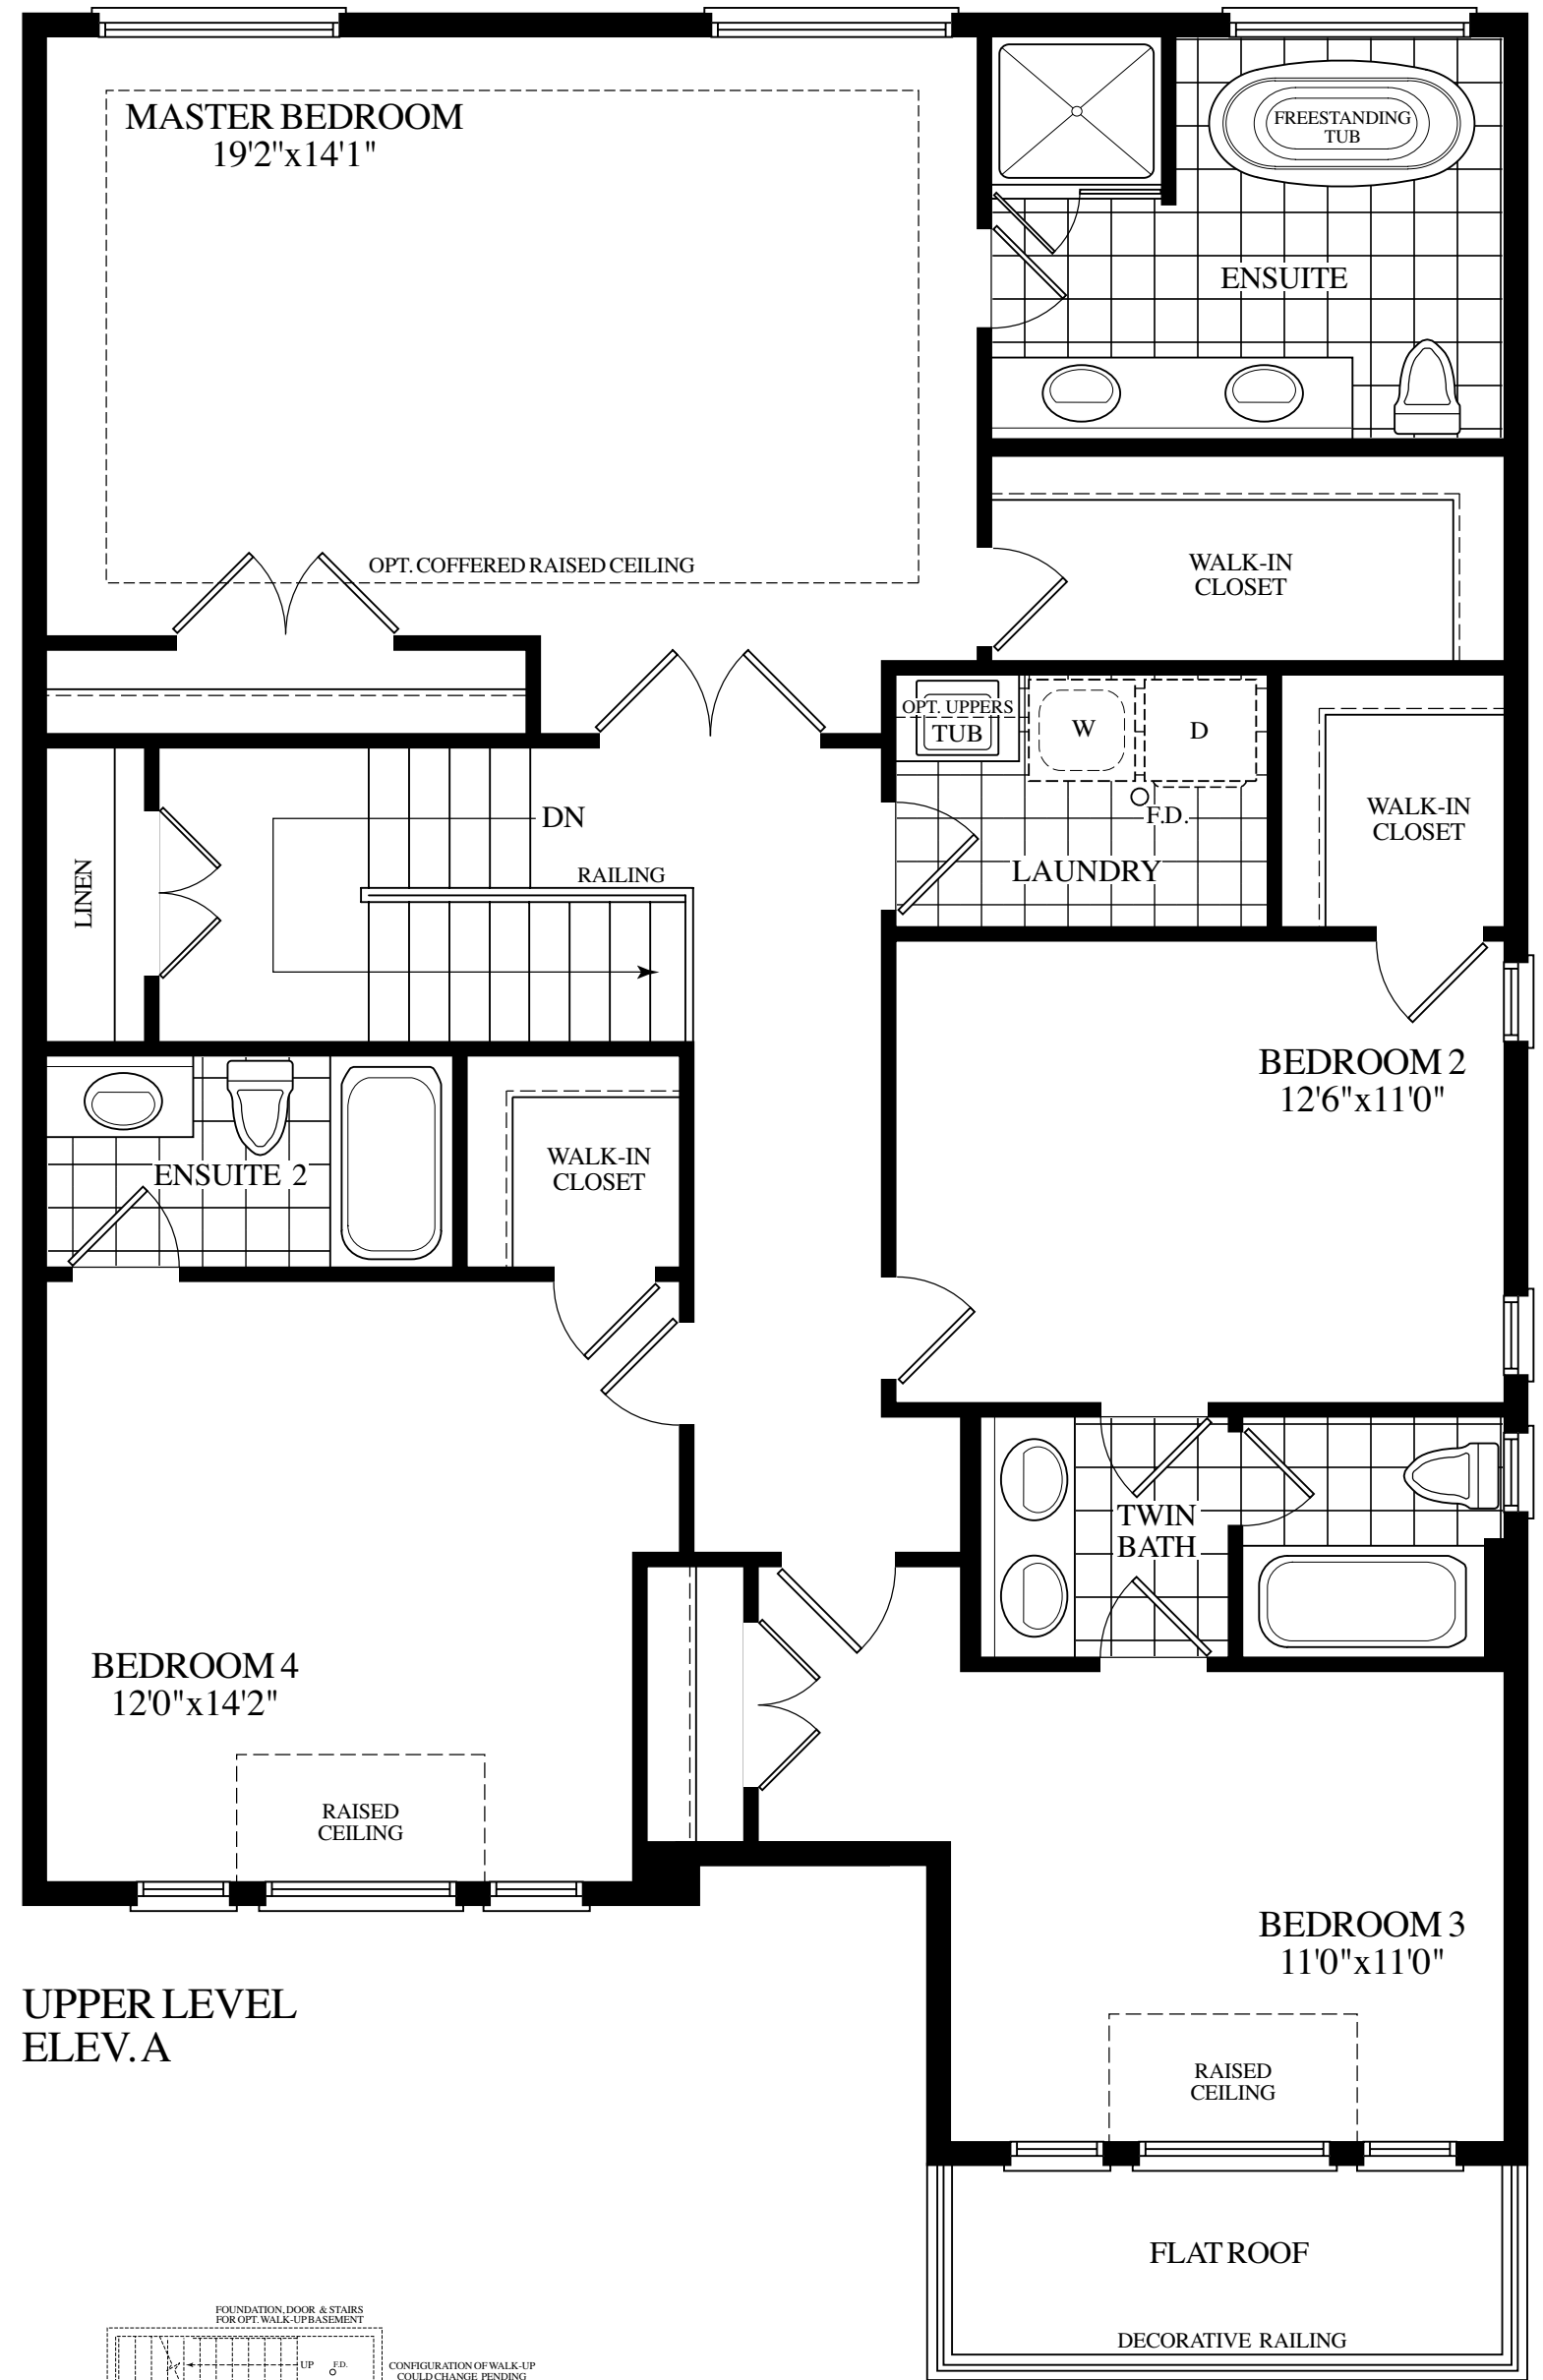 MASTER BEDROOM
19'2"x14'1"
FREESTANDING
TUB
ENSUITE
OPT. COFFERED RAISED CEILING
WALK-IN
CLOSET
OPT. UPPERS
TUB
W
D
F.D.
LAUNDRY
WALK-IN
CLOSET
LINEN
DN
RAILING
BEDROOM 2
12'6"x11'0"
ENSUITE 2
WALK-IN
CLOSET
TWIN
BATH
BEDROOM 4
12'0"x14'2"
RAISED
CEILING
BEDROOM 3
11'0"x11'0"
UPPER LEVEL
ELEV. A
RAISED
CEILING
FLAT ROOF
DECORATIVE RAILING
FOUNDATION, DOOR & STAIRS
FOR OPT. WALK-UP BASEMENT
UP
F.D.
CONFIGURATION OF WALK-UP
COULD CHANGE PENDING